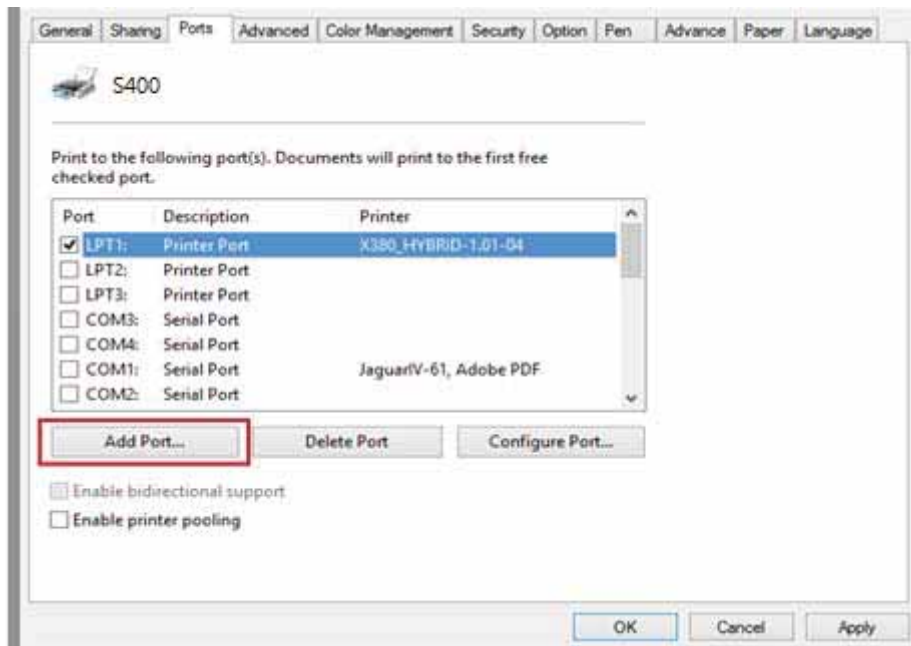 General Sharing Ports Advanced Color Management Security Option Pen Advance Paper Language
S400
Print to the following port(s). Documents will print to the first free
checked port.
Port Description Printer
LPT1: Printer Port X380_HYBRID-1.01-04
LPT2: Printer Port
LPT3: Printer Port
COM3: Serial Port
COM4: Serial Port
COM1: Serial Port JaguarIV-61, Adobe PDF
COM2: Serial Port
Add Port... Delete Port Configure Port...
Enable bidirectional support
Enable printer pooling
OK Cancel Apply